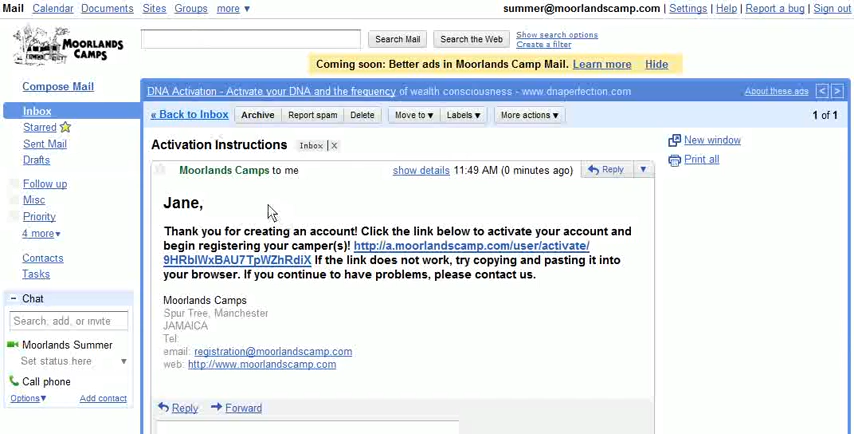 Mail Calendar Documents Sites Groups more ▼
summer@moorlandscamp.com | Settings | Help | Report a bug | Sign out
MOORLANDS
CAMPS
Search Mail Search the Web
Show search options
Create a filter
Coming soon: Better ads in Moorlands Camp Mail. Learn more Hide
Compose Mail
Inbox
Starred
Sent Mail
Drafts
Follow up
Misc
Priority
4 more▼
Contacts
Tasks
− Chat
Search, add, or invite
Moorlands Summer
Set status here ▼
Call phone
Options▼ Add contact
DNA Activation - Activate your DNA and the frequency of wealth consciousness - www.dnaperfection.com
About these ads < >
« Back to Inbox Archive Report spam Delete Move to ▼ Labels ▼ More actions ▼ 1 of 1
Activation Instructions Inbox | X
Moorlands Camps to me show details 11:49 AM (0 minutes ago) Reply ▼
Jane,
Thank you for creating an account! Click the link below to activate your account and
begin registering your camper(s)! http://a.moorlandscamp.com/user/activate/
9HRblWxBAU7TpWZhRdiX If the link does not work, try copying and pasting it into
your browser. If you continue to have problems, please contact us.
Moorlands Camps
Spur Tree, Manchester
JAMAICA
Tel:
email: registration@moorlandscamp.com
web: http://www.moorlandscamp.com
Reply Forward
New window
Print all